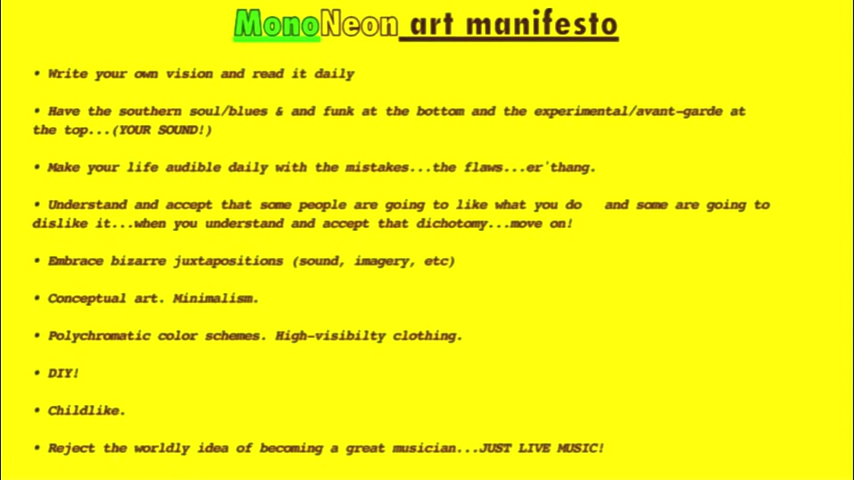 MonoNeon art manifesto
• Write your own vision and read it daily
• Have the southern soul/blues & and funk at the bottom and the experimental/avant-garde at
the top...(YOUR SOUND!)
• Make your life audible daily with the mistakes...the flaws...er'thang.
• Understand and accept that some people are going to like what you do and some are going to
dislike it...when you understand and accept that dichotomy...move on!
• Embrace bizarre juxtapositions (sound, imagery, etc)
• Conceptual art. Minimalism.
• Polychromatic color schemes. High-visibilty clothing.
• DIY!
• Childlike.
• Reject the worldly idea of becoming a great musician...JUST LIVE MUSIC!